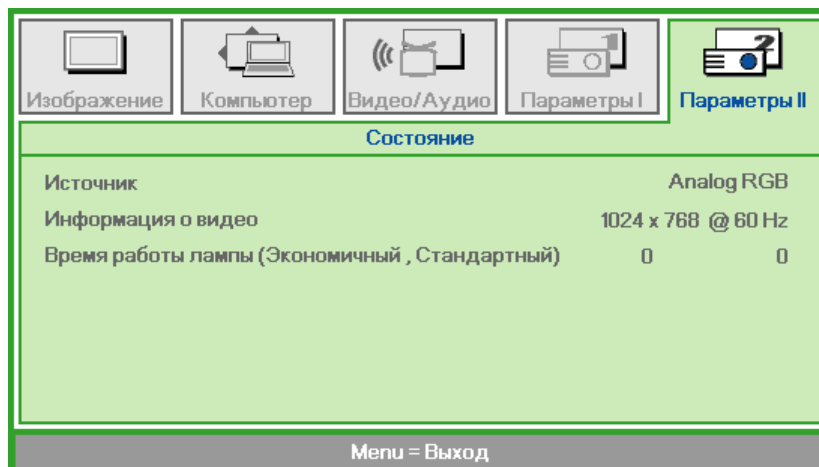 Изображение Компьютер Видео/Аудио Параметры I Параметры II
Состояние
Источник Analog RGB
Информация о видео 1024 x 768 @ 60 Hz
Время работы лампы (Экономичный , Стандартный) 0 0
Menu = Выход